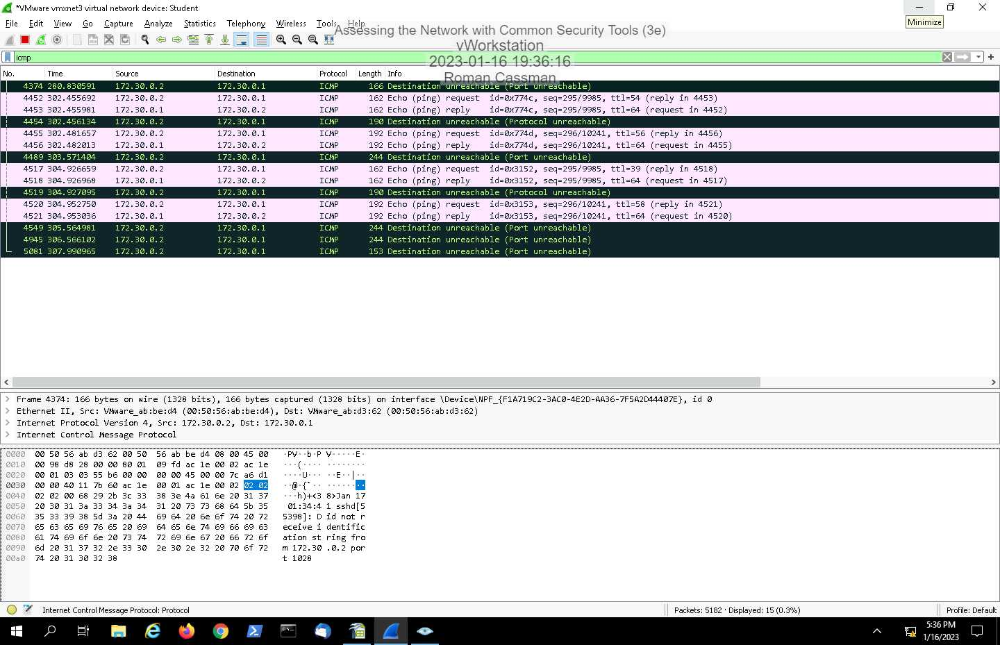 *VMware vmxnet3 virtual network device: Student
Minimize
File Edit View Go Capture Analyze Statistics Telephony Wireless Tools Help
Assessing the Network with Common Security Tools (3e)
vWorkstation
2023-01-16 19:36:16
Roman Cassman
icmp
No. Time Source Destination Protocol Length Info
4374 280.830591 172.30.0.2 172.30.0.1 ICMP 166 Destination unreachable (Port unreachable)
4452 302.455692 172.30.0.2 172.30.0.1 ICMP 162 Echo (ping) request id=0x774c, seq=295/9985, ttl=54 (reply in 4453)
4453 302.455981 172.30.0.1 172.30.0.2 ICMP 162 Echo (ping) reply id=0x774c, seq=295/9985, ttl=64 (request in 4452)
4454 302.456134 172.30.0.2 172.30.0.1 ICMP 190 Destination unreachable (Protocol unreachable)
4455 302.481657 172.30.0.2 172.30.0.1 ICMP 192 Echo (ping) request id=0x774d, seq=296/10241, ttl=56 (reply in 4456)
4456 302.482013 172.30.0.1 172.30.0.2 ICMP 192 Echo (ping) reply id=0x774d, seq=296/10241, ttl=64 (request in 4455)
4489 303.571404 172.30.0.2 172.30.0.1 ICMP 244 Destination unreachable (Port unreachable)
4517 304.926659 172.30.0.2 172.30.0.1 ICMP 162 Echo (ping) request id=0x3152, seq=295/9985, ttl=39 (reply in 4518)
4518 304.926968 172.30.0.1 172.30.0.2 ICMP 162 Echo (ping) reply id=0x3152, seq=295/9985, ttl=64 (request in 4517)
4519 304.927095 172.30.0.2 172.30.0.1 ICMP 190 Destination unreachable (Protocol unreachable)
4520 304.952750 172.30.0.2 172.30.0.1 ICMP 192 Echo (ping) request id=0x3153, seq=296/10241, ttl=58 (reply in 4521)
4521 304.953036 172.30.0.1 172.30.0.2 ICMP 192 Echo (ping) reply id=0x3153, seq=296/10241, ttl=64 (request in 4520)
4549 305.564981 172.30.0.2 172.30.0.1 ICMP 244 Destination unreachable (Port unreachable)
4945 306.566102 172.30.0.2 172.30.0.1 ICMP 244 Destination unreachable (Port unreachable)
5081 307.990965 172.30.0.2 172.30.0.1 ICMP 153 Destination unreachable (Port unreachable)
Frame 4374: 166 bytes on wire (1328 bits), 166 bytes captured (1328 bits) on interface \Device\NPF_{F1A719C2-3AC0-4E2D-AA36-7F5A2D44407E}, id 0
Ethernet II, Src: VMware_ab:be:d4 (00:50:56:ab:be:d4), Dst: VMware_ab:d3:62 (00:50:56:ab:d3:62)
Internet Protocol Version 4, Src: 172.30.0.2, Dst: 172.30.0.1
Internet Control Message Protocol
0000 00 50 56 ab d3 62 00 50 56 ab be d4 08 00 45 00 ·PV··b·P V·····E·
0010 00 98 d8 28 00 00 80 01 09 fd ac 1e 00 02 ac 1e ···(···· ········
0020 00 01 03 03 55 b6 00 00 00 00 45 00 00 7c a6 d1 ····U··· ··E··|··
0030 00 00 40 11 7b 60 ac 1e 00 01 ac 1e 00 02 02 02 ··@·{`·· ········
0040 02 02 00 68 29 2b 3c 33 38 3e 4a 61 6e 20 31 37 ···h)+<3 8>Jan 17
0050 20 30 31 3a 33 34 3a 34 31 20 73 73 68 64 5b 35 01:34:4 1 sshd[5
0060 35 33 39 38 5d 3a 20 44 69 64 20 6e 6f 74 20 72 5398]: D id not r
0070 65 63 65 69 76 65 20 69 64 65 6e 74 69 66 69 63 eceive i dentific
0080 61 74 69 6f 6e 20 73 74 72 69 6e 67 20 66 72 6f ation st ring fro
0090 6d 20 31 37 32 2e 33 30 2e 30 2e 32 20 70 6f 72 m 172.30 .0.2 por
00a0 74 20 31 30 32 38 t 1028
Internet Control Message Protocol: Protocol
Packets: 5182 · Displayed: 15 (0.3%)
Profile: Default
5:36 PM
1/16/2023